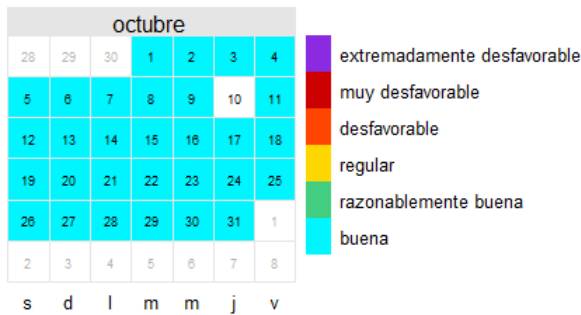 octubre
28 29 30 1 2 3 4
5 6 7 8 9 10 11
12 13 14 15 16 17 18
19 20 21 22 23 24 25
26 27 28 29 30 31 1
2 3 4 5 6 7 8
s d l m m j v
extremadamente desfavorable
muy desfavorable
desfavorable
regular
razonablemente buena
buena